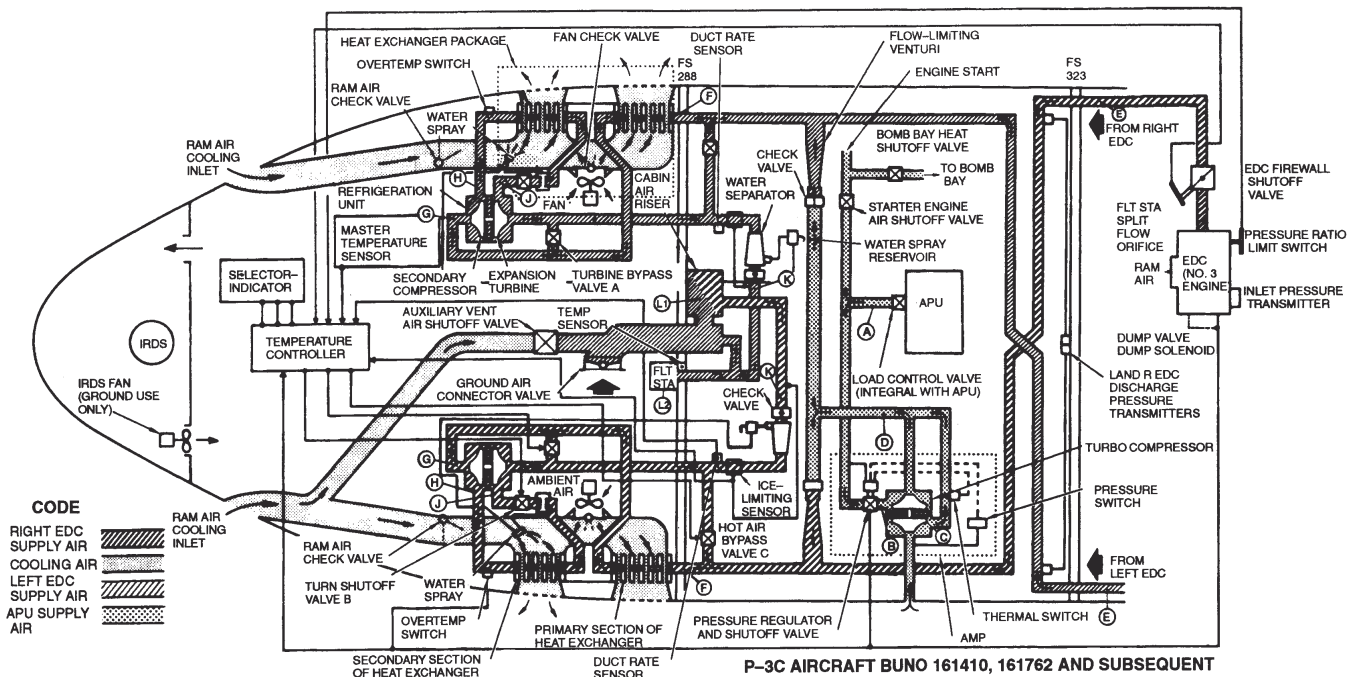 HEAT EXCHANGER PACKAGE
OVERTEMP SWITCH
RAM AIR
CHECK VALVE
WATER
SPRAY
FAN CHECK VALVE
DUCT RATE
SENSOR
FS
288
FLOW-LIMITING
VENTURI
ENGINE START
FS
323
F
E
FROM RIGHT
EDC
RAM AIR
COOLING
INLET
BOMB BAY HEAT
SHUTOFF VALVE
TO BOMB
BAY
CHECK
VALVE
WATER
SEPARATOR
EDC FIREWALL
SHUTOFF
VALVE
H
J
FAN
CABIN
AIR
RISER
REFRIGERATION
UNIT
G
STARTER ENGINE
AIR SHUTOFF VALVE
FLT STA
SPLIT
FLOW
ORIFICE
PRESSURE RATIO
LIMIT SWITCH
MASTER
TEMPERATURE
SENSOR
WATER SPRAY
RESERVOIR
RAM
AIR
EDC
(NO. 3
ENGINE)
SELECTOR-
INDICATOR
SECONDARY
COMPRESSOR
EXPANSION
TURBINE
TURBINE BYPASS
VALVE A
K
L1
APU
A
INLET PRESSURE
TRANSMITTER
AUXILIARY VENT
AIR SHUTOFF VALVE
TEMP
SENSOR
IRDS
TEMPERATURE
CONTROLLER
DUMP VALVE
DUMP SOLENOID
FLT
STA
L2
K
LOAD CONTROL VALVE
(INTEGRAL WITH APU)
L AND R EDC
DISCHARGE
PRESSURE
TRANSMITTERS
IRDS FAN
(GROUND USE
ONLY)
GROUND AIR
CONNECTOR VALVE
CHECK
VALVE
D
TURBO COMPRESSOR
G
H
J
AMBIENT
AIR
ICE-
LIMITING
SENSOR
PRESSURE
SWITCH
CODE
RIGHT EDC
SUPPLY AIR
COOLING AIR
LEFT EDC
SUPPLY AIR
APU SUPPLY
AIR
RAM AIR
COOLING
INLET
RAM AIR
CHECK VALVE
HOT AIR
BYPASS
VALVE C
B
C
TURN SHUTOFF
VALVE B
WATER
SPRAY
F
FROM
LEFT EDC
E
OVERTEMP
SWITCH
PRIMARY SECTION OF
HEAT EXCHANGER
PRESSURE REGULATOR
AND SHUTOFF VALVE
THERMAL SWITCH
AMP
SECONDARY SECTION
OF HEAT EXCHANGER
DUCT RATE
SENSOR
P-3C AIRCRAFT BUNO 161410, 161762 AND SUBSEQUENT